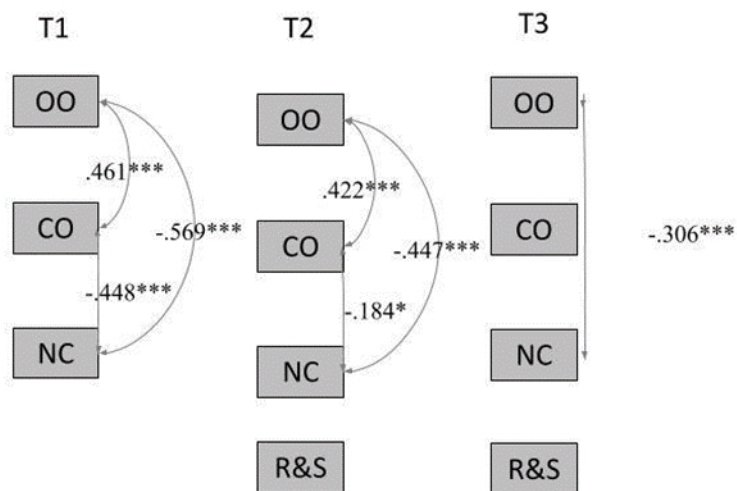 T1
T2
T3
OO
OO
OO
.461***
.422***
CO
CO
CO
-.569***
-.447***
-.306***
-.448***
-.184*
NC
NC
NC
R&S
R&S